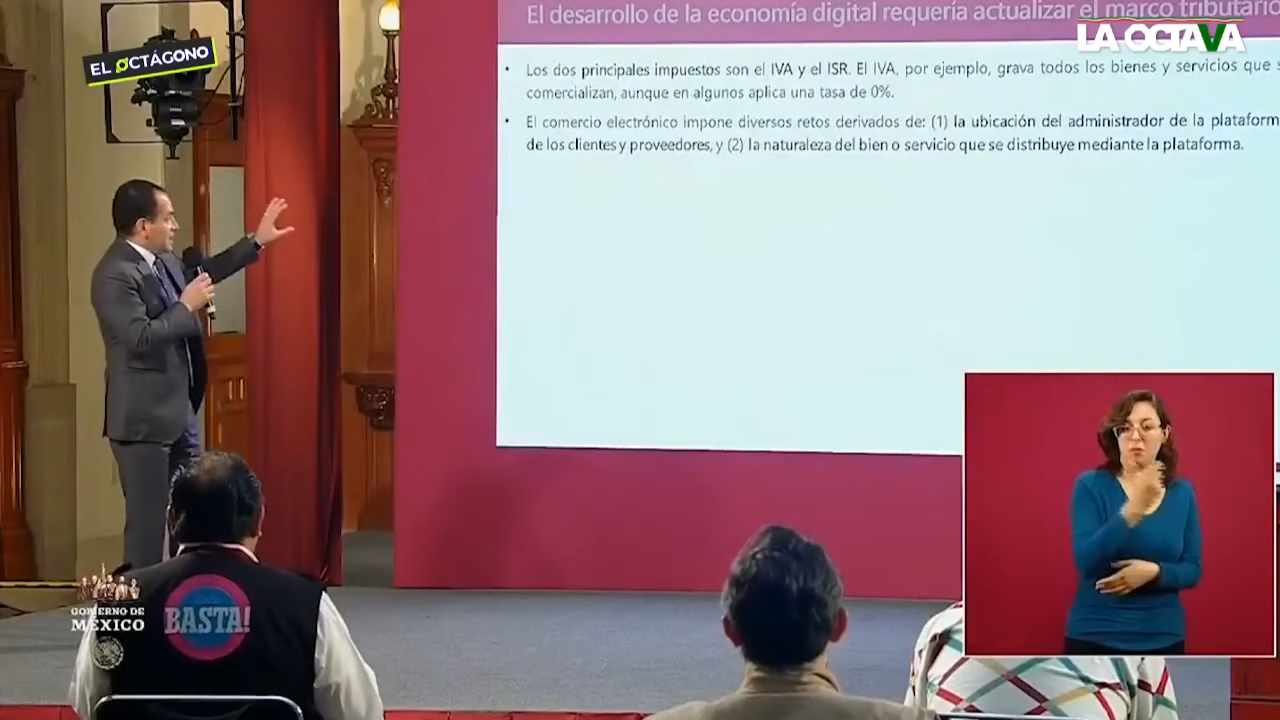 El desarrollo de la economía digital requería actualizar el marco tributario
LA OCTAVA
EL OCTÁGONO
• Los dos principales impuestos son el IVA y el ISR. El IVA, por ejemplo, grava todos los bienes y servicios que s
comercializan, aunque en algunos aplica una tasa de 0%.
• El comercio electrónico impone diversos retos derivados de: (1) la ubicación del administrador de la plataform
de los clientes y proveedores, y (2) la naturaleza del bien o servicio que se distribuye mediante la plataforma.
GOBIERNO DE
MÉXICO
BASTA!